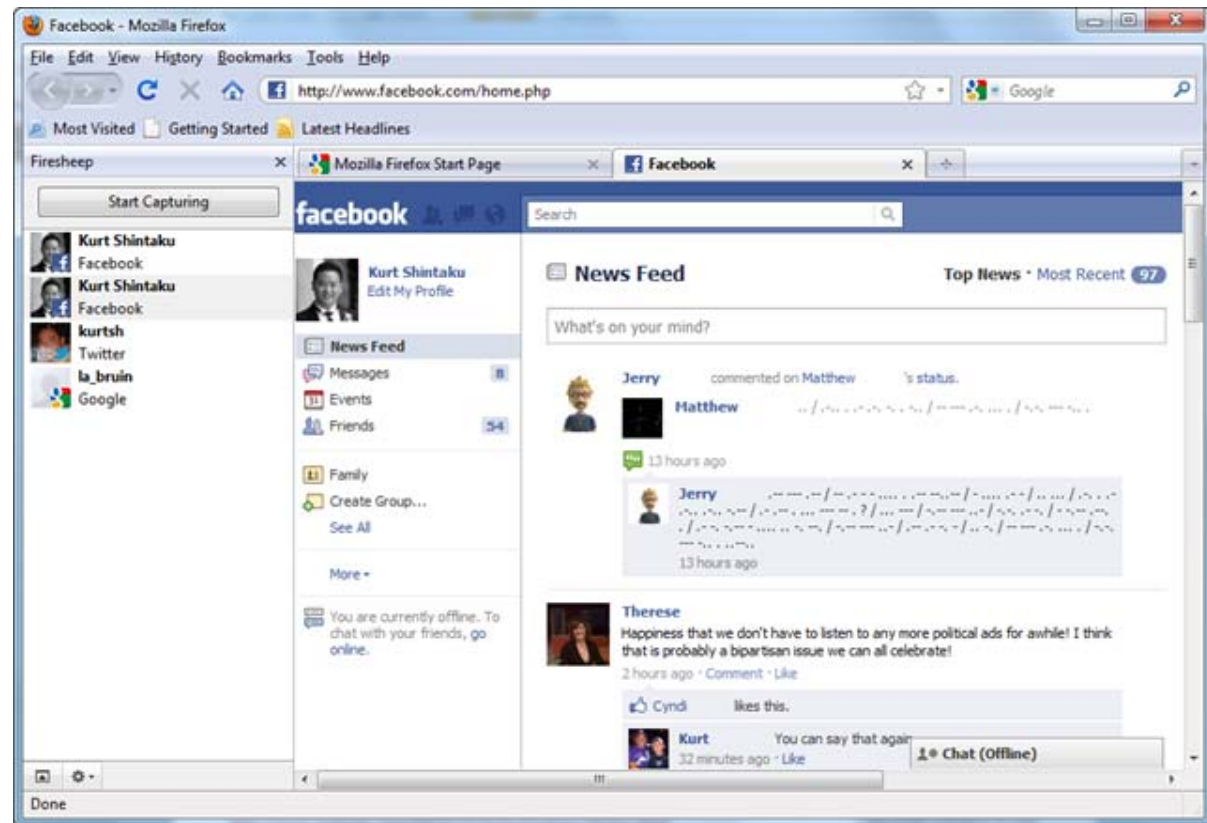 Facebook - Mozilla Firefox
File Edit View History Bookmarks Tools Help
http://www.facebook.com/home.php
Google
Most Visited Getting Started Latest Headlines
Firesheep
Mozilla Firefox Start Page
Facebook
Start Capturing
Kurt Shintaku
Facebook
Kurt Shintaku
Facebook
kurtsh
Twitter
la_bruin
Google
facebook
Search
Kurt Shintaku
Edit My Profile
News Feed
Messages 8
Events
Friends 54
Family
Create Group...
See All
More
You are currently offline. To
chat with your friends, go
online.
News Feed
Top News · Most Recent 97
What's on your mind?
Jerry commented on Matthew 's status.
Matthew
13 hours ago
Jerry
13 hours ago
Therese
Happiness that we don't have to listen to any more political ads for awhile! I think
that is probably a bipartisan issue we can all celebrate!
2 hours ago · Comment · Like
Cyndi likes this.
Kurt You can say that again
32 minutes ago · Like
Chat (Offline)
Done